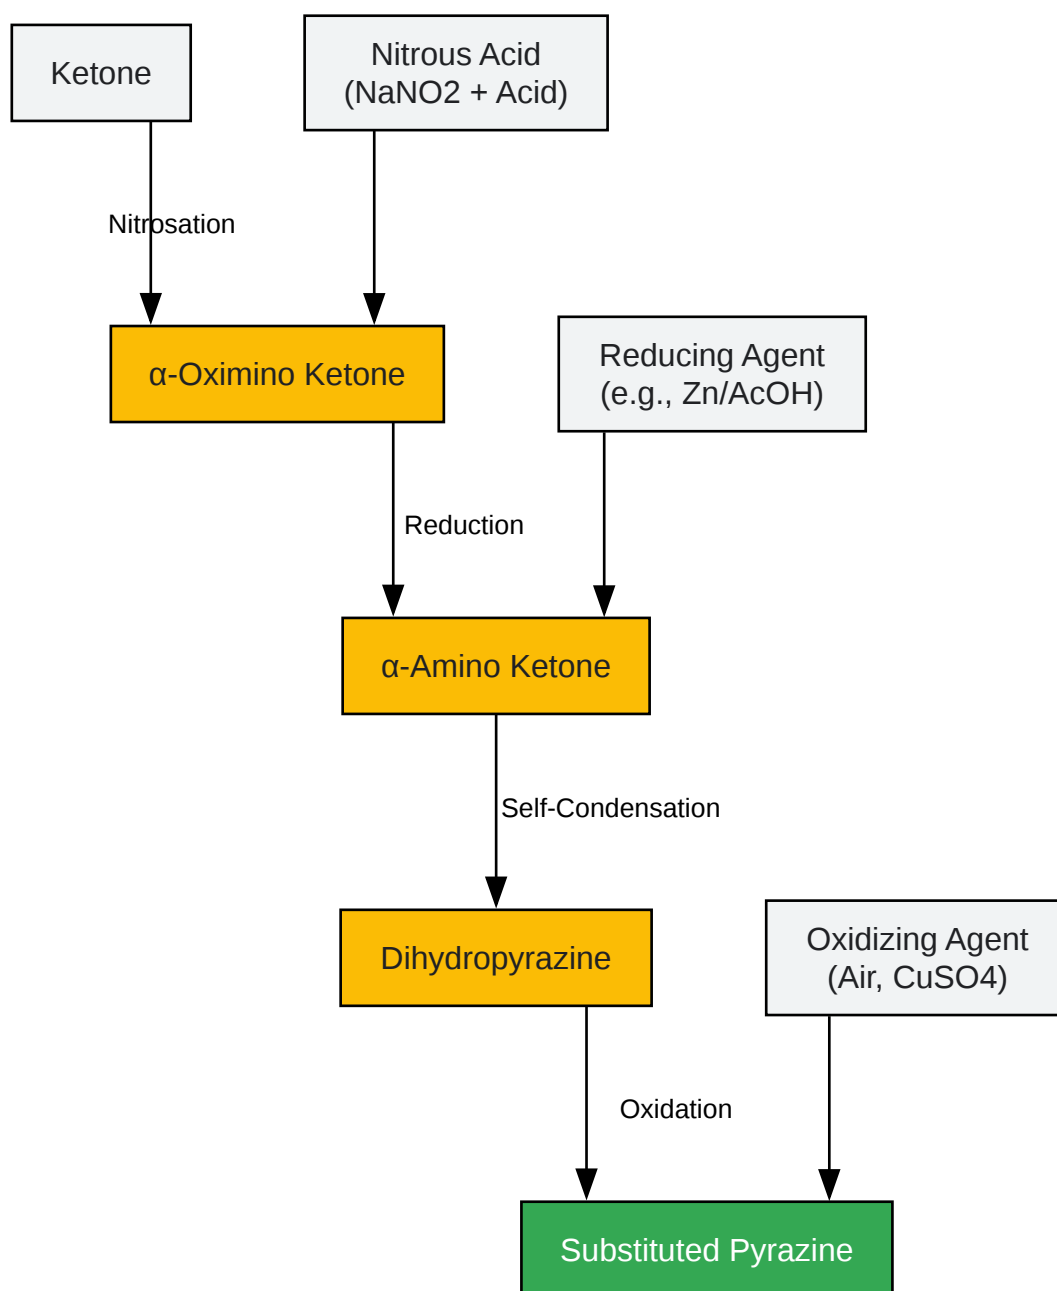 Ketone
Nitrous Acid
(NaNO2 + Acid)
Nitrosation
α-Oximino Ketone
Reducing Agent
(e.g., Zn/AcOH)
Reduction
α-Amino Ketone
Self-Condensation
Dihydropyrazine
Oxidizing Agent
(Air, CuSO4)
Oxidation
Substituted Pyrazine